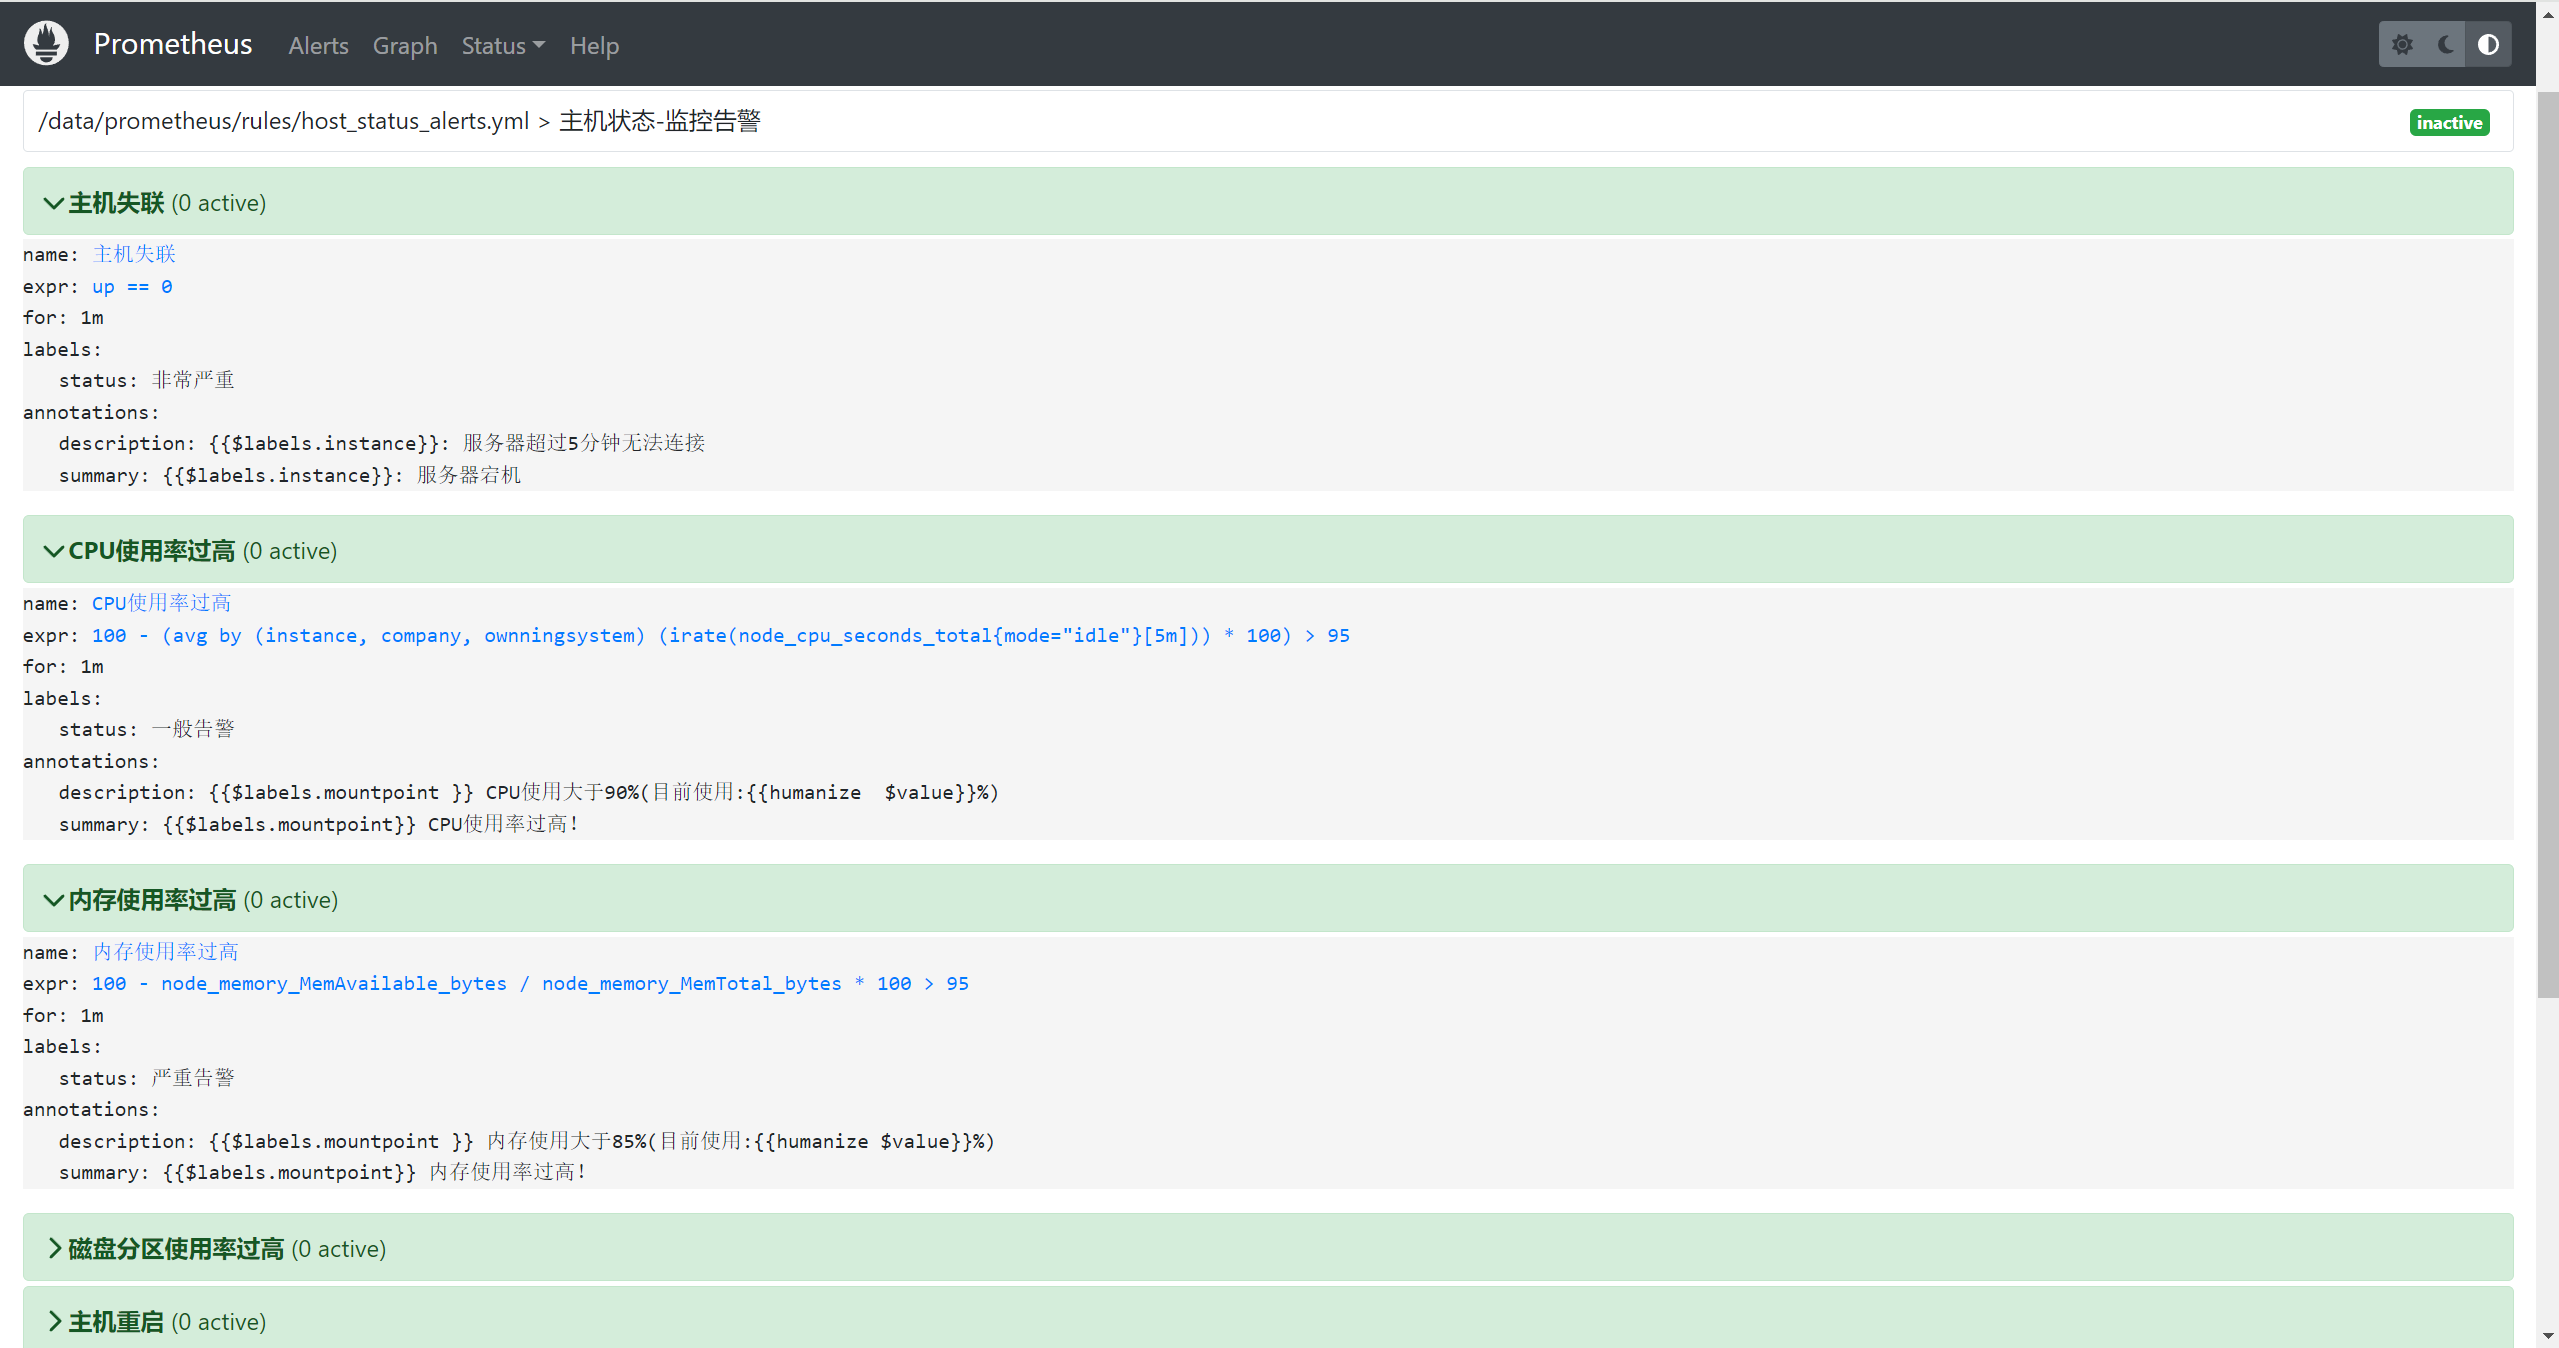 Prometheus Alerts Graph Status Help
/data/prometheus/rules/host_status_alerts.yml > 主机状态-监控告警 inactive
主机失联 (0 active)
name: 主机失联
expr: up == 0
for: 1m
labels:
status: 非常严重
annotations:
description: {{$labels.instance}}: 服务器超过5分钟无法连接
summary: {{$labels.instance}}: 服务器宕机
CPU使用率过高 (0 active)
name: CPU使用率过高
expr: 100 - (avg by (instance, company, ownningsystem) (irate(node_cpu_seconds_total{mode="idle"}[5m])) * 100) > 95
for: 1m
labels:
status: 一般告警
annotations:
description: {{$labels.mountpoint }} CPU使用大于90%(目前使用:{{humanize  $value}}%)
summary: {{$labels.mountpoint}} CPU使用率过高!
内存使用率过高 (0 active)
name: 内存使用率过高
expr: 100 - node_memory_MemAvailable_bytes / node_memory_MemTotal_bytes * 100 > 95
for: 1m
labels:
status: 严重告警
annotations:
description: {{$labels.mountpoint }} 内存使用大于85%(目前使用:{{humanize $value}}%)
summary: {{$labels.mountpoint}} 内存使用率过高!
磁盘分区使用率过高 (0 active)
主机重启 (0 active)